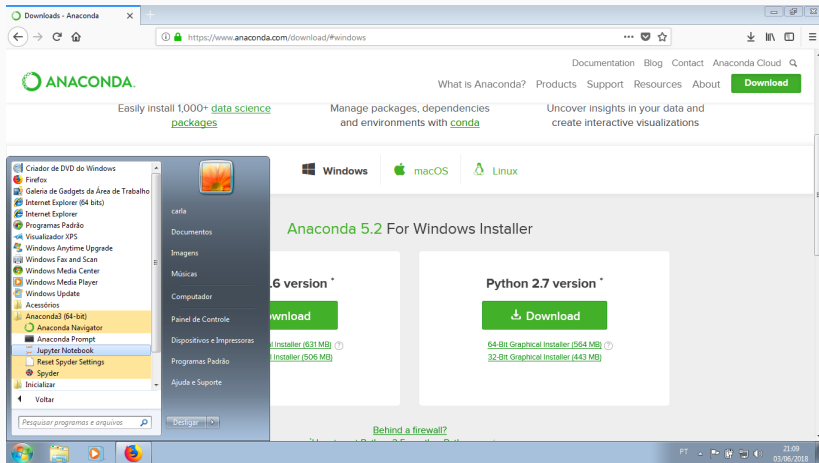 Downloads - Anaconda
https://www.anaconda.com/download/#windows
Documentation Blog Contact Anaconda Cloud
ANACONDA.
What is Anaconda? Products Support Resources About Download
Easily install 1,000+ data science packages
Manage packages, dependencies and environments with conda
Uncover insights in your data and create interactive visualizations
Windows macOS Linux
Anaconda 5.2 For Windows Installer
.6 version *
wnload
al Installer (631 MB) ?
l Installer (506 MB)
Python 2.7 version *
Download
64-Bit Graphical Installer (564 MB) ?
32-Bit Graphical Installer (443 MB)
Behind a firewall?
Criador de DVD do Windows
Firefox
Galeria de Gadgets da Área de Trabalho
Internet Explorer (64 bits)
Internet Explorer
Programas Padrão
Visualizador XPS
Windows Anytime Upgrade
Windows Fax and Scan
Windows Media Center
Windows Media Player
Windows Update
Acessórios
Anaconda3 (64-bit)
Anaconda Navigator
Anaconda Prompt
Jupyter Notebook
Reset Spyder Settings
Spyder
Inicializar
Voltar
Pesquisar programas e arquivos
carla
Documentos
Imagens
Músicas
Computador
Painel de Controle
Dispositivos e Impressoras
Programas Padrão
Ajuda e Suporte
Desligar
PT
21:09
03/06/2018